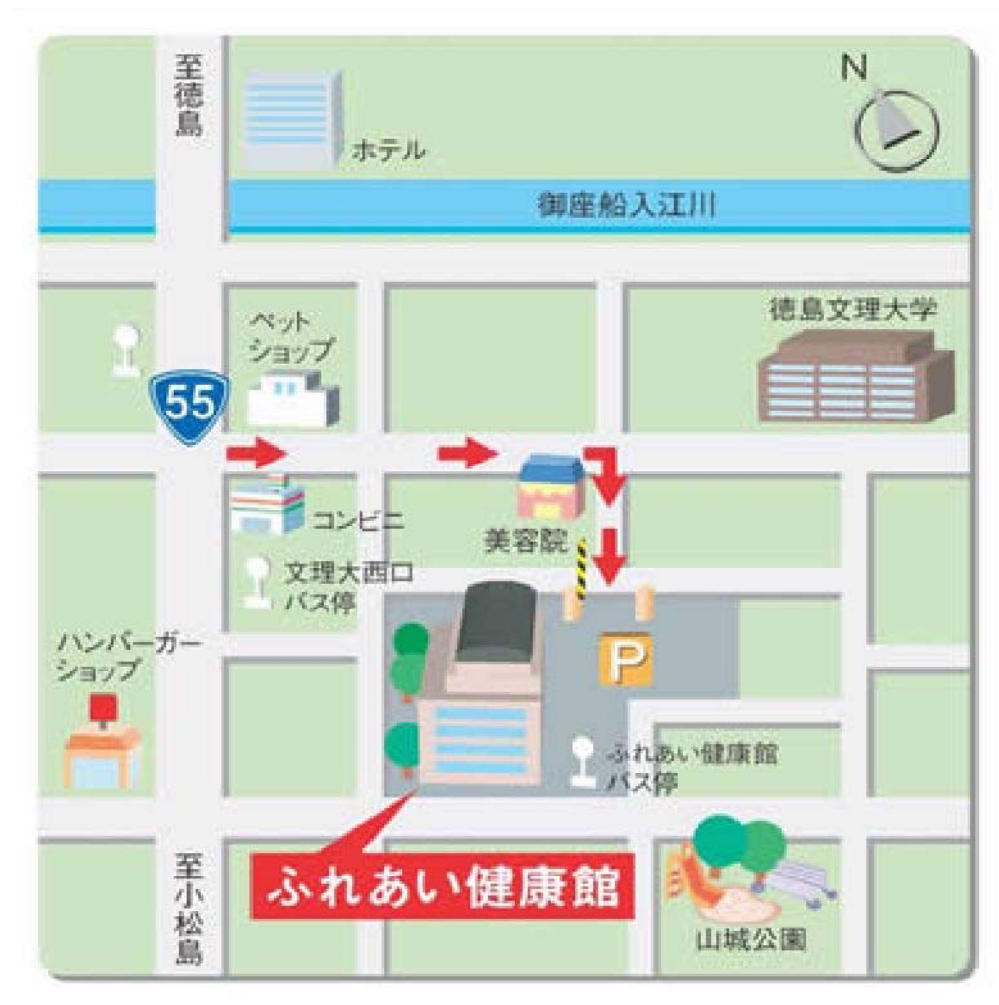 至徳島
N
ホテル
御座船入江川
徳島文理大学
ペット
ショップ
55
コンビニ
美容院
文理大西口
バス停
ハンバーガー
ショップ
P
ふれあい健康館
バス停
ふれあい健康館
至小松島
山城公園